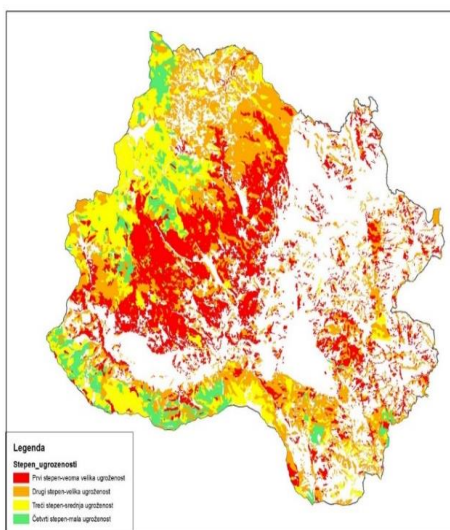 Legenda
Stepen_ugrozenosti
Prvi stepen-veoma velika ugroženost
Drugi stepen-velika ugroženost
Treći stepen-srednja ugroženost
Četvrti stepen-mala ugroženost